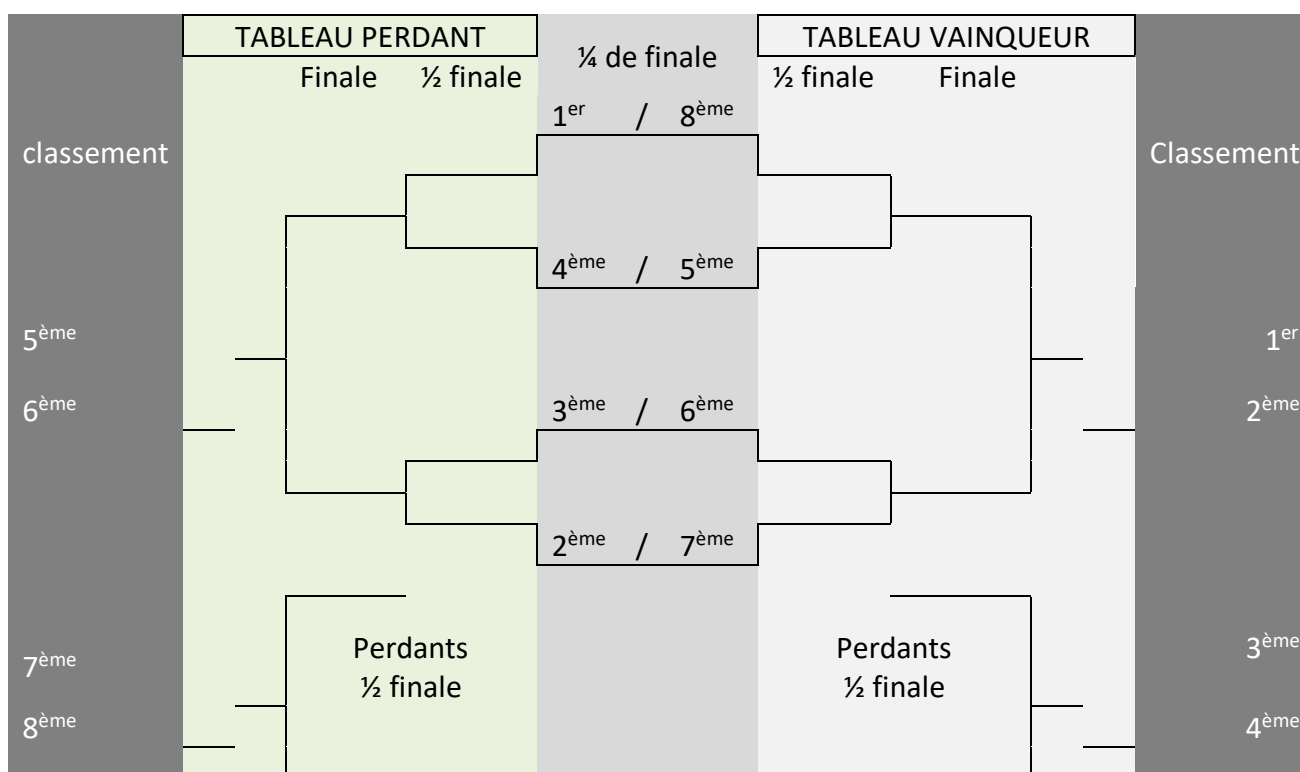 TABLEAU PERDANT
¼ de finale
TABLEAU VAINQUEUR
Finale ½ finale
½ finale Finale
1er / 8ème
classement
Classement
4ème / 5ème
5ème
1er
6ème
3ème / 6ème
2ème
2ème / 7ème
Perdants
½ finale
Perdants
½ finale
7ème
3ème
8ème
4ème